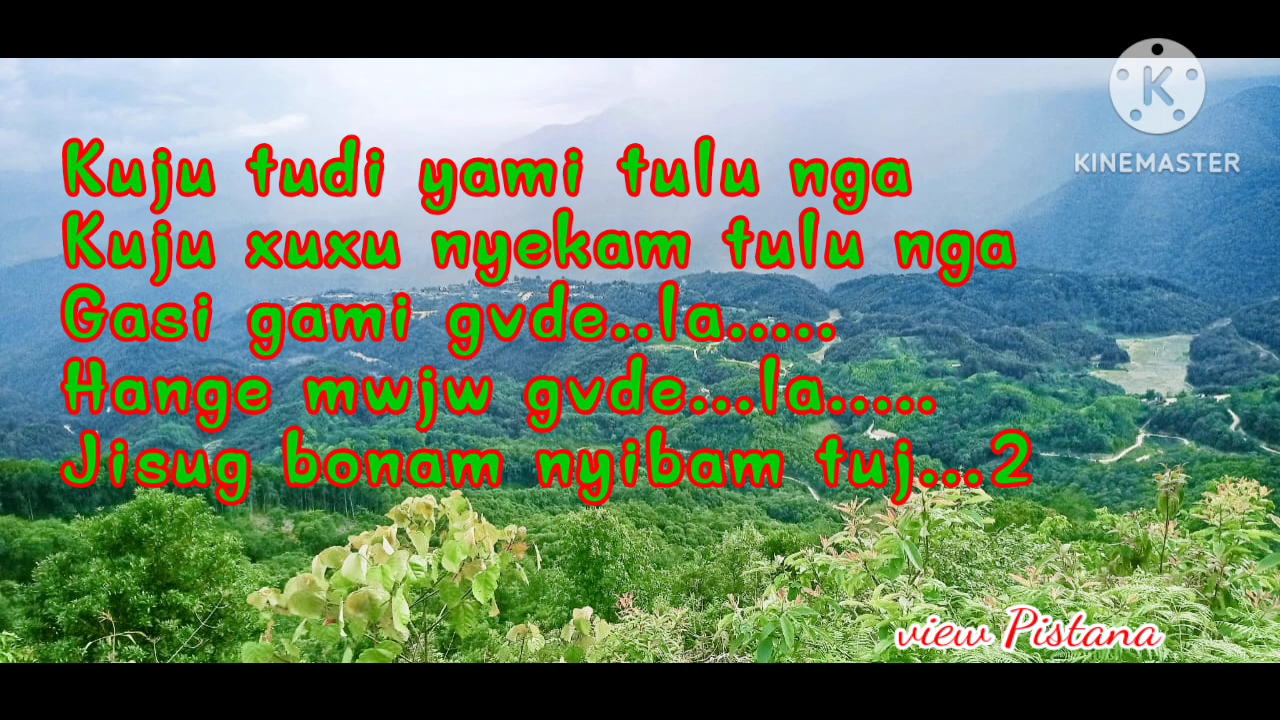 KINEMASTER
Kuju tudi yami tulu nga
Kuju xuxu nyekam tulu nga
Gasi gami gvde..la.....
Hange mwjw gvde...la.....
Jisug bonam nyibam tuj...2
view Pistana